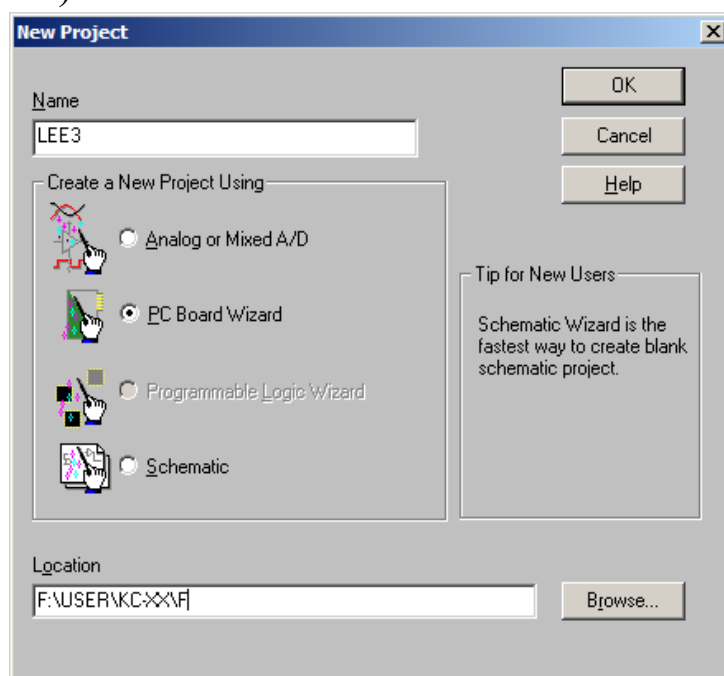 )
New Project
Name
LEE3
OK
Cancel
Help
Create a New Project Using
Analog or Mixed A/D
PC Board Wizard
Programmable Logic Wizard
Schematic
Tip for New Users
Schematic Wizard is the
fastest way to create blank
schematic project.
Location
F:\USER\KC-XX\F
Browse...